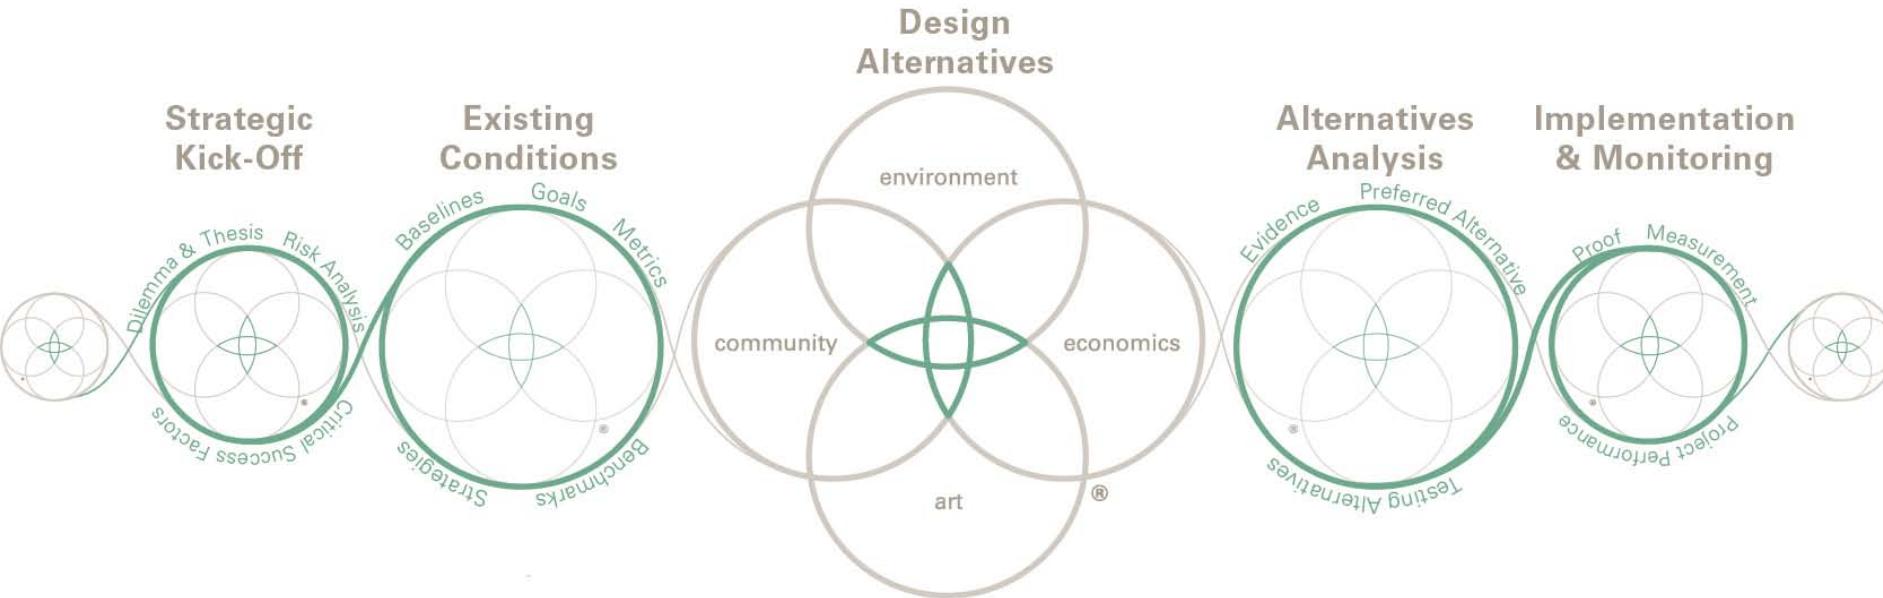 Strategic
Kick-Off
Dilemma & Thesis
Risk Analysis
Critical Success Factors
®
Existing
Conditions
Baselines
Goals
Metrics
Benchmarks
Strategies
®
Design
Alternatives
environment
community
economics
art
®
Alternatives
Analysis
Evidence
Preferred Alternative
Testing Alternatives
®
Implementation
& Monitoring
Proof
Measurement
Project Performance
®